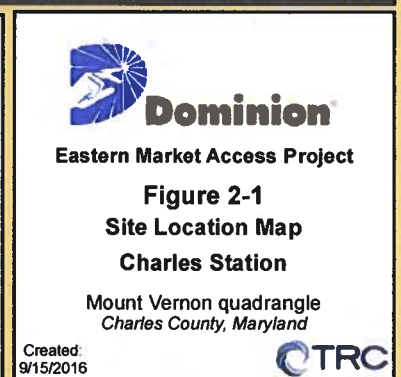 Dominion
Eastern Market Access Project
Figure 2-1
Site Location Map
Charles Station
Mount Vernon quadrangle
Charles County, Maryland
Created:
9/15/2016
TRC